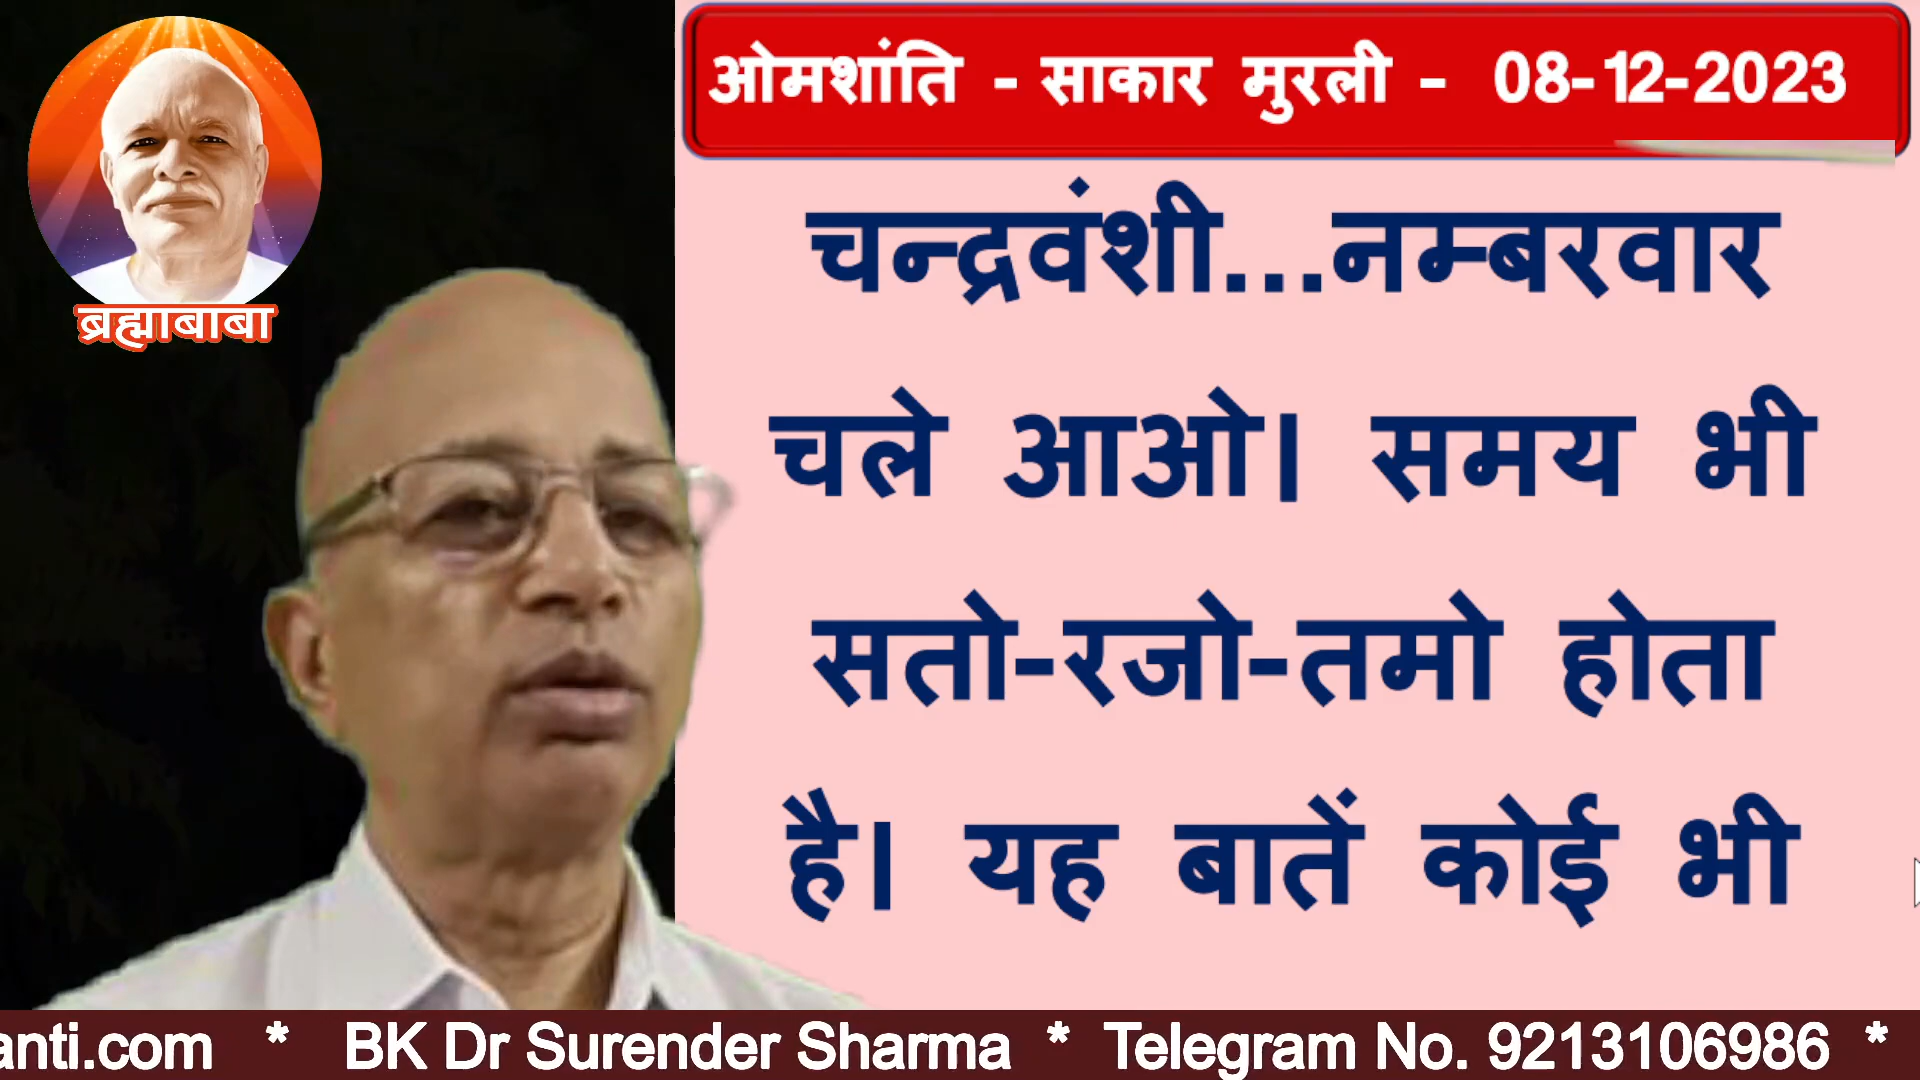 ओमशांति - साकार मुरली - 08-12-2023
ब्रह्माबाबा
चन्द्रवंशी...नम्बरवार
चले आओ। समय भी
सतो-रजो-तमो होता
है। यह बातें कोई भी
anti.com * BK Dr Surender Sharma * Telegram No. 9213106986 *